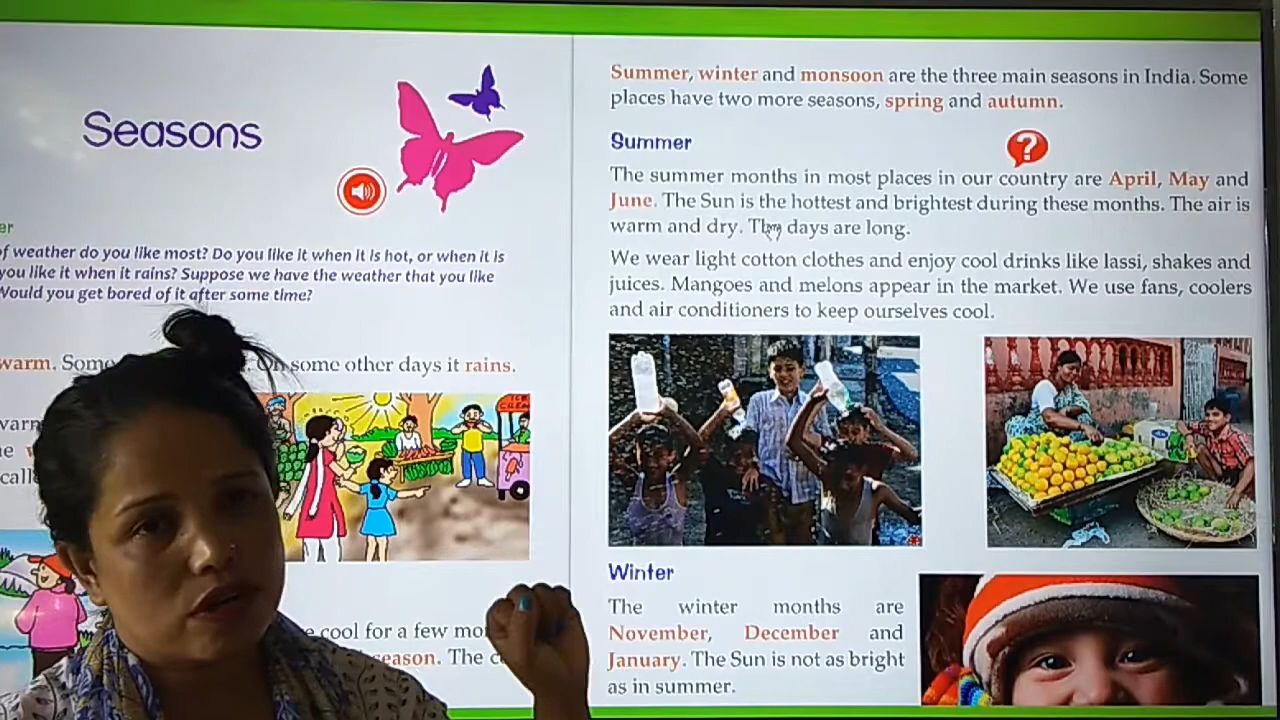 Seasons
er
of weather do you like most? Do you like it when it is hot, or when it is
you like it when it rains? Suppose we have the weather that you like
Would you get bored of it after some time?
warm. Some On some other days it rains.
warn
calle
ICE
e cool for a few mo
season. The c
Summer, winter and monsoon are the three main seasons in India. Some
places have two more seasons, spring and autumn.
Summer
?
The summer months in most places in our country are April, May and
June. The Sun is the hottest and brightest during these months. The air is
warm and dry. The days are long.
We wear light cotton clothes and enjoy cool drinks like lassi, shakes and
juices. Mangoes and melons appear in the market. We use fans, coolers
and air conditioners to keep ourselves cool.
Winter
The winter months are
November, December and
January. The Sun is not as bright
as in summer.